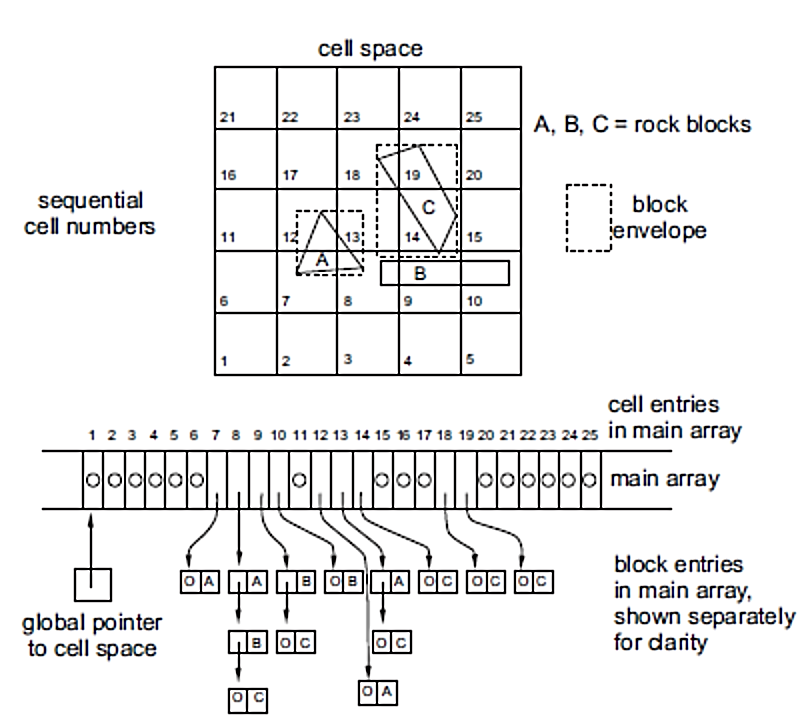 cell space
21 22 23 24 25
A, B, C = rock blocks
16 17 18 19 20
sequential
cell numbers
C
block
envelope
11 12 13 14 15
A
B
6 7 8 9 10
1 2 3 4 5
cell entries
in main array
1 2 3 4 5 6 7 8 9 10 11 12 13 14 15 16 17 18 19 20 21 22 23 24 25
O O O O O O O O O O O O O O O O
main array
O A A B O B A O C O C O C
block entries
in main array,
shown separately
for clarity
global pointer
to cell space
B O C O C
O C O A